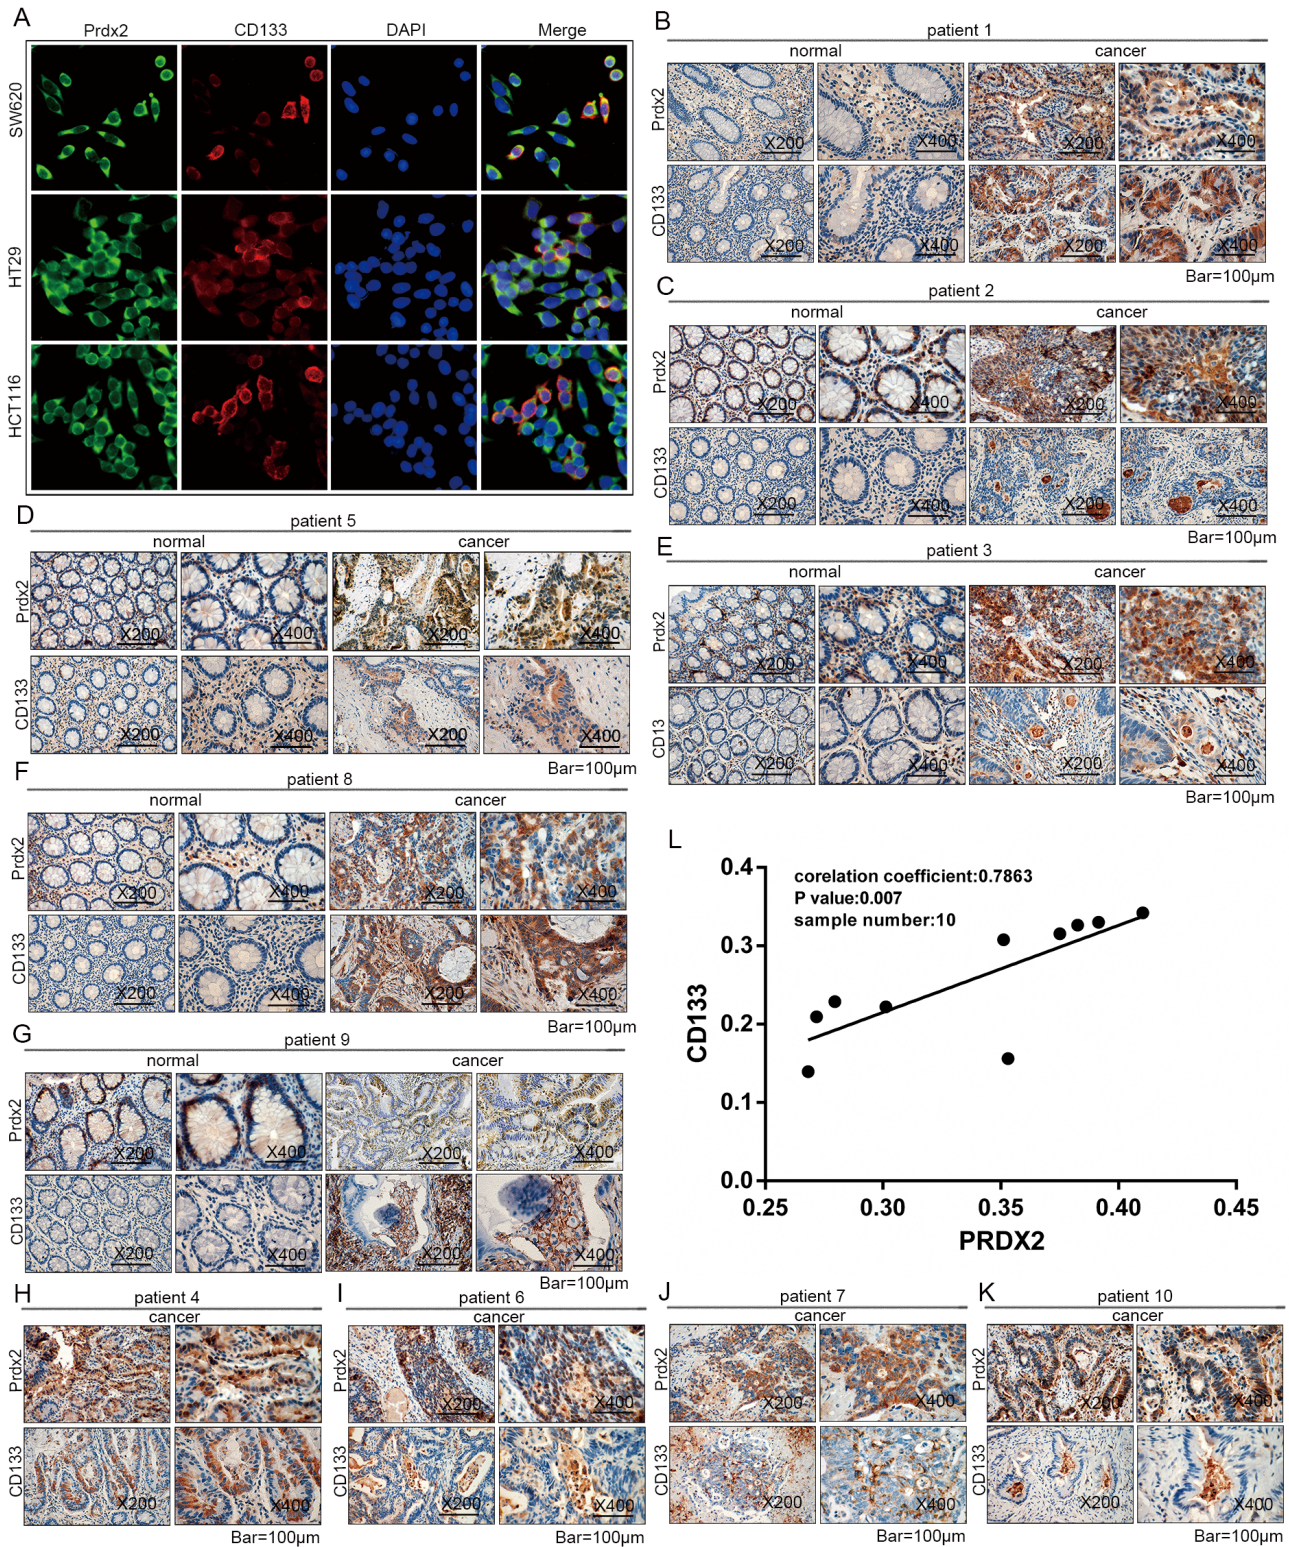 A
Prdx2 CD133 DAPI Merge
SW620
HT29
HCT116
B
patient 1
normal cancer
Prdx2
X200 X400 X200 X400
CD133
X200 X400 X200 X400
Bar=100μm
C
patient 2
normal cancer
Prdx2
X200 X400 X200 X400
CD133
X200 X400 X200 X400
Bar=100μm
D
patient 5
normal cancer
Prdx2
X200 X400 X200 X400
CD133
X200 X400 X200 X400
Bar=100μm
E
patient 3
normal cancer
Prdx2
X200 X400 X200 X400
CD13
X200 X400 X200 X400
Bar=100μm
F
patient 8
normal cancer
Prdx2
X200 X400 X200 X400
CD133
X200 X400 X200 X400
Bar=100μm
G
patient 9
normal cancer
Prdx2
X200 X400 X200 X400
CD133
X200 X400 X200 X400
Bar=100μm
L
corelation coefficient:0.7863
P value:0.007
sample number:10
CD133
0.4
0.3
0.2
0.1
0.0
0.25 0.30 0.35 0.40 0.45
PRDX2
H
patient 4
cancer
Prdx2
CD133
X200 X400
Bar=100μm
I
patient 6
cancer
Prdx2
X200 X400
CD133
X200 X400
Bar=100μm
J
patient 7
cancer
Prdx2
X200 X400
CD133
X200 X400
Bar=100μm
K
patient 10
cancer
Prdx2
X200 X400
CD133
X200 X400
Bar=100μm